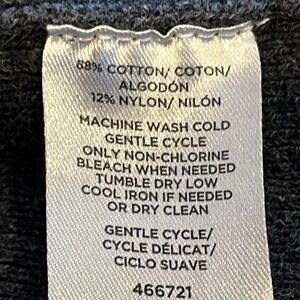 88% COTTON/ COTON/
ALGODÓN
12% NYLON/ NILÓN
MACHINE WASH COLD
GENTLE CYCLE
ONLY NON-CHLORINE
BLEACH WHEN NEEDED
TUMBLE DRY LOW
COOL IRON IF NEEDED
OR DRY CLEAN
GENTLE CYCLE/
CYCLE DÉLICAT/
CICLO SUAVE
466721